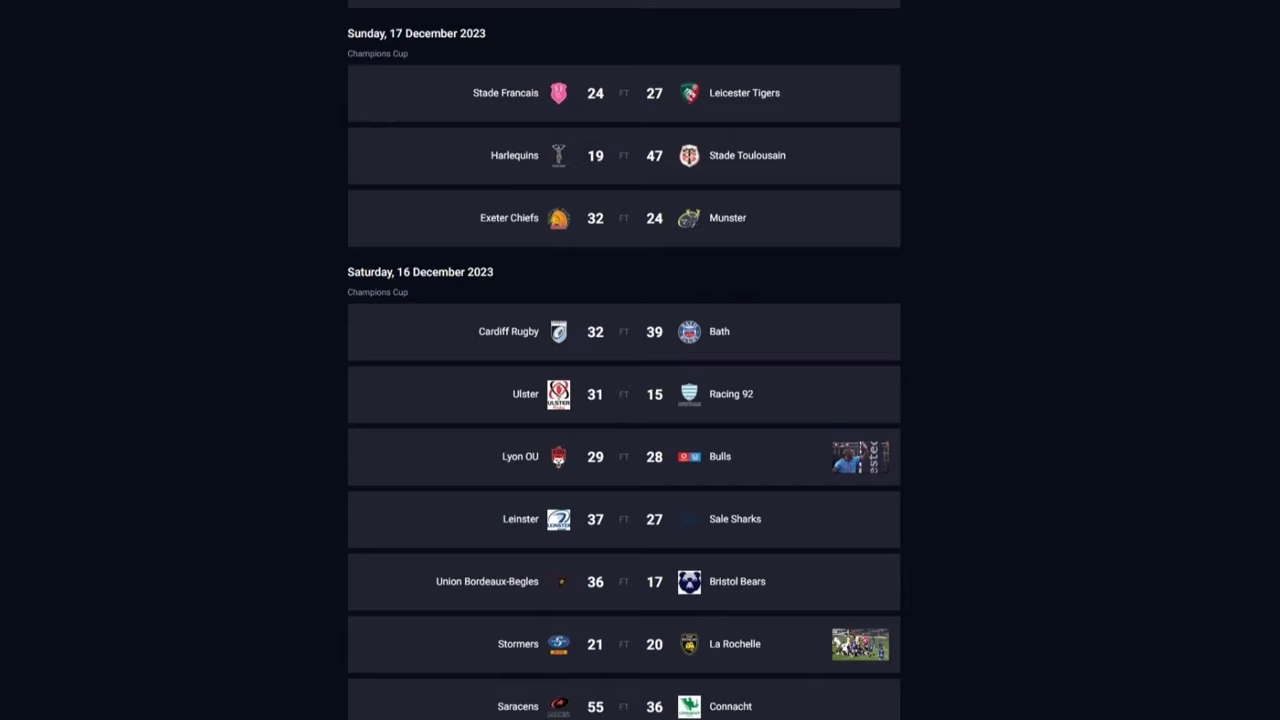 Sunday, 17 December 2023
Champions Cup
Stade Francais 24 FT 27 Leicester Tigers
Harlequins 19 FT 47 Stade Toulousain
Exeter Chiefs 32 FT 24 Munster
Saturday, 16 December 2023
Champions Cup
Cardiff Rugby 32 FT 39 Bath
Ulster ULSTER 31 FT 15 Racing 92
Lyon OU 29 FT 28 Bulls
Leinster LEINSTER 37 FT 27 Sale Sharks
Union Bordeaux-Begles 36 FT 17 Bristol Bears
Stormers 21 FT 20 La Rochelle
Saracens 55 FT 36 CONNACHT Connacht